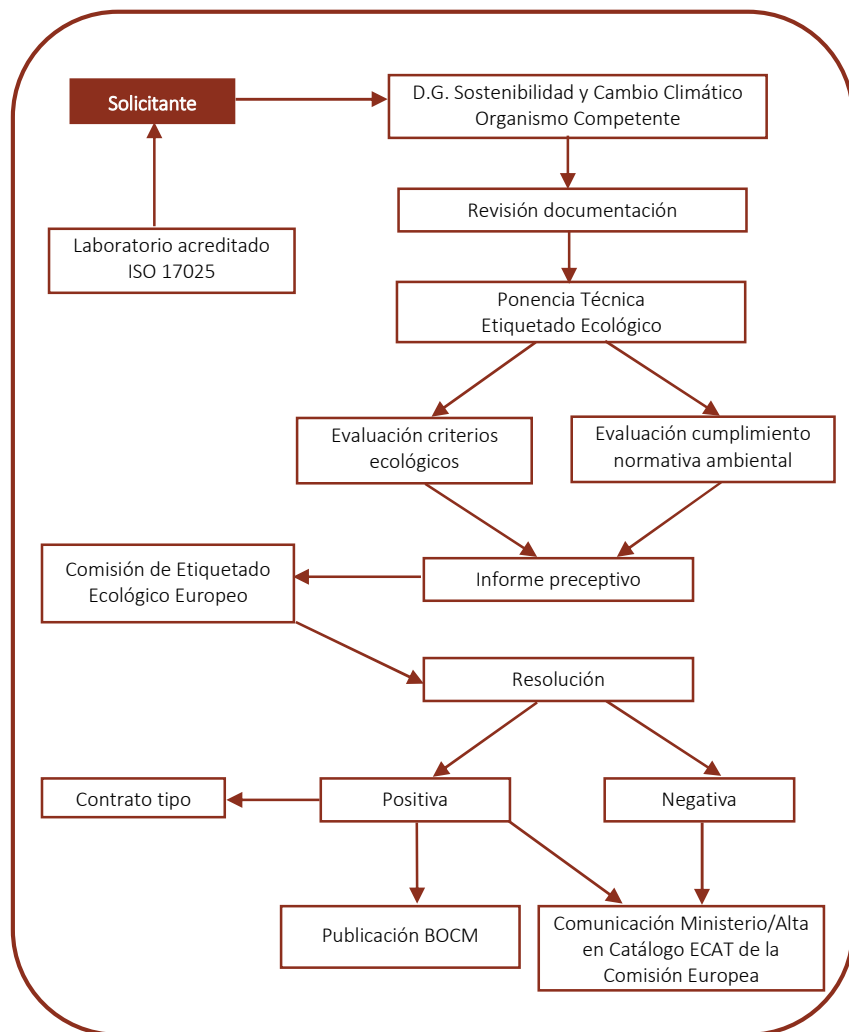 Solicitante
D.G. Sostenibilidad y Cambio Climático
Organismo Competente
Revisión documentación
Laboratorio acreditado
ISO 17025
Ponencia Técnica
Etiquetado Ecológico
Evaluación criterios
ecológicos
Evaluación cumplimiento
normativa ambiental
Comisión de Etiquetado
Ecológico Europeo
Informe preceptivo
Resolución
Contrato tipo
Positiva
Negativa
Publicación BOCM
Comunicación Ministerio/Alta
en Catálogo ECAT de la
Comisión Europea